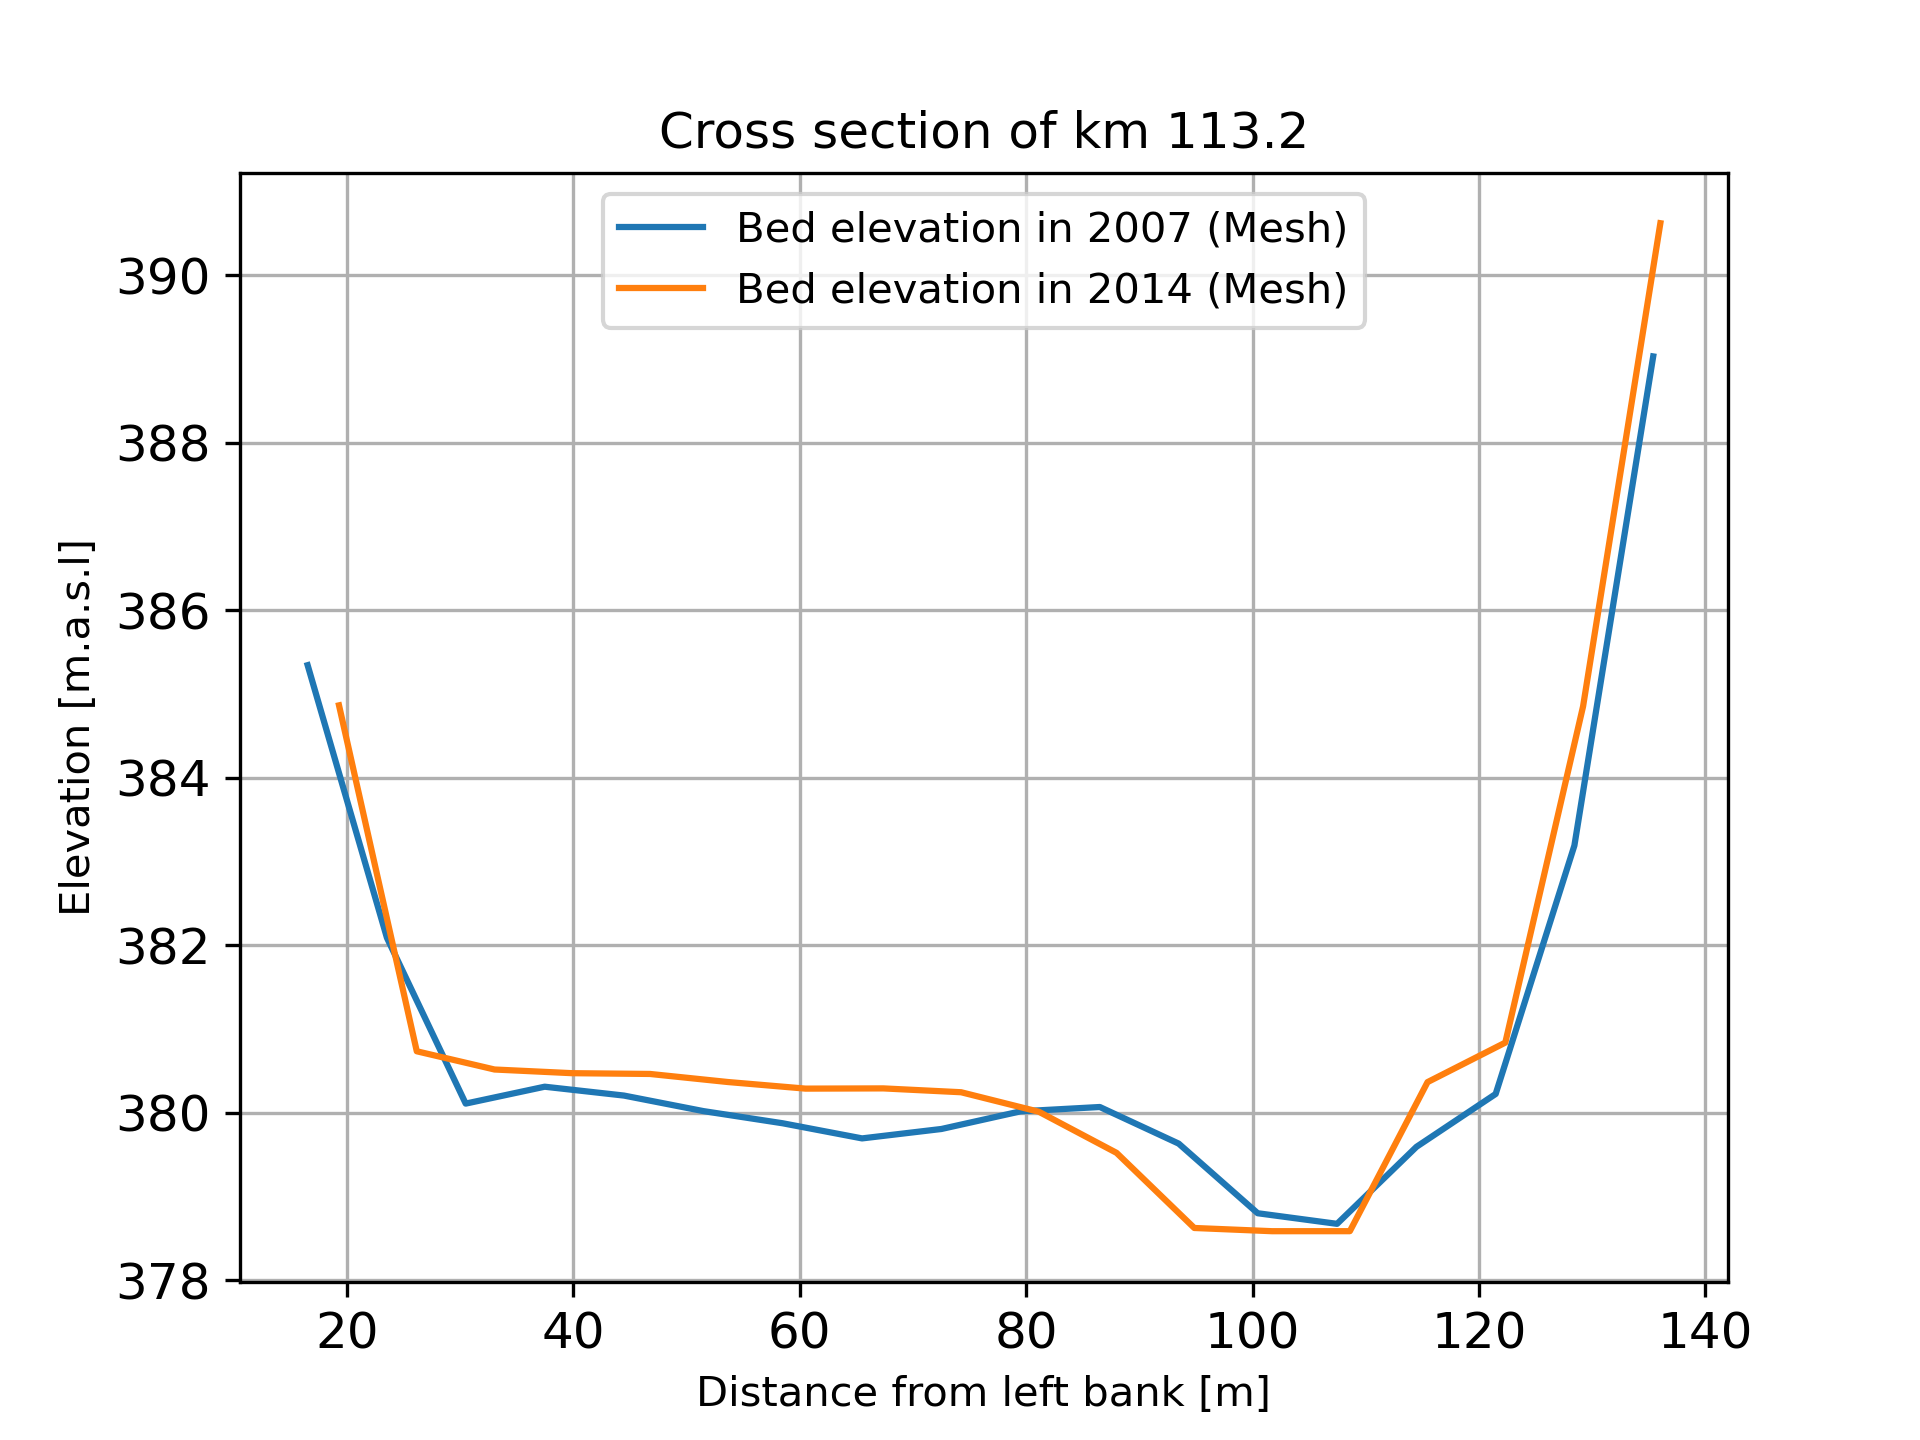 Cross section of km 113.2
Bed elevation in 2007 (Mesh)
Bed elevation in 2014 (Mesh)
390
388
386
384
382
380
378
Elevation [m.a.s.l]
20 40 60 80 100 120 140
Distance from left bank [m]